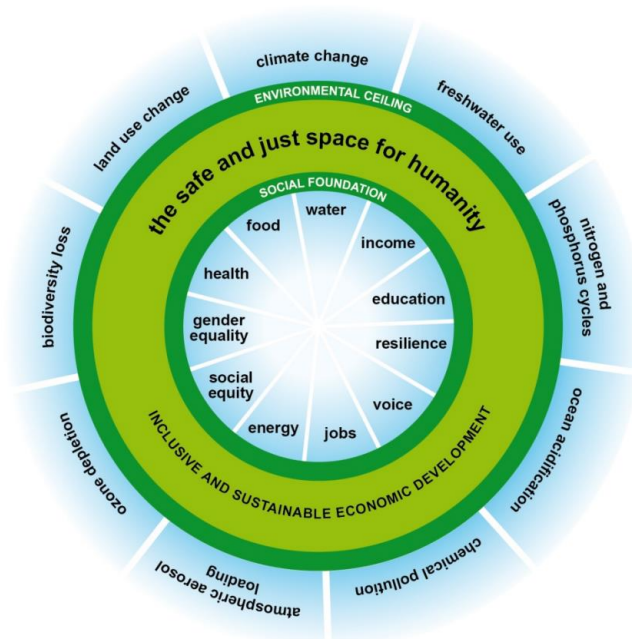 climate change
freshwater use
nitrogen and
phosphorus cycles
ocean acidification
chemical pollution
atmospheric aerosol
loading
ozone depletion
biodiversity loss
land use change
ENVIRONMENTAL CEILING
the safe and just space for humanity
SOCIAL FOUNDATION
water
income
education
resilience
voice
jobs
energy
social
equity
gender
equality
health
food
INCLUSIVE AND SUSTAINABLE ECONOMIC DEVELOPMENT